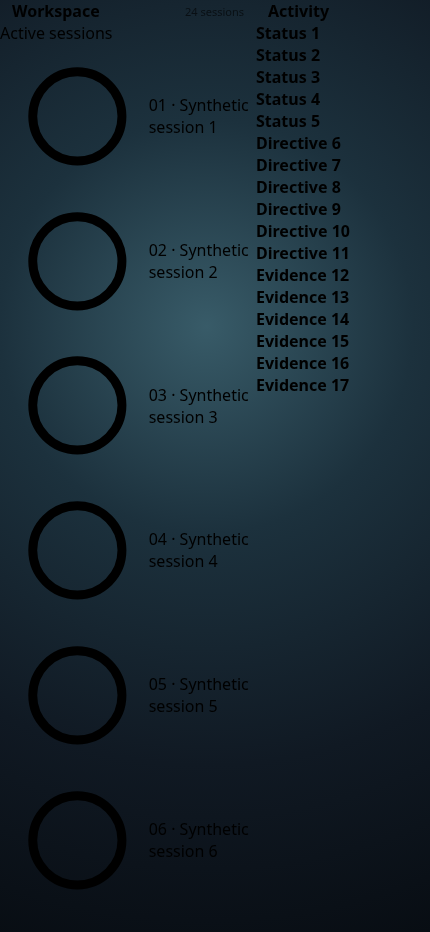 Workspace
24 sessions
Active sessions
01 · Synthetic
session 1
02 · Synthetic
session 2
03 · Synthetic
session 3
04 · Synthetic
session 4
05 · Synthetic
session 5
06 · Synthetic
session 6
Activity
Status 1
Status 2
Status 3
Status 4
Status 5
Directive 6
Directive 7
Directive 8
Directive 9
Directive 10
Directive 11
Evidence 12
Evidence 13
Evidence 14
Evidence 15
Evidence 16
Evidence 17